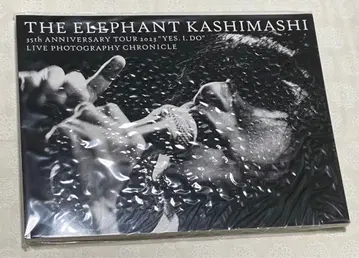 THE ELEPHANT KASHIMASHI
35th ANNIVERSARY TOUR 2023 "YES. I. DO"
LIVE PHOTOGRAPHY CHRONICLE